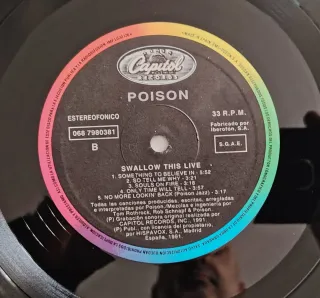 Capitol
RECORDS
POISON
ESTEREOFONICO
33 R.P.M.
068 7980381
Fabricado por
Iberofon, S.A.
B
S.G.A.E.
SWALLOW THIS LIVE
1. SOMETHING TO BELIEVE IN - 5:52
2. SO TELL ME WHY - 3:21
3. SOULS ON FIRE - 3:18
4. ONLY TIME WILL TELL - 3:57
5. NO MORE LOOKIN' BACK (Poison Jazz) - 3:17
Todas las canciones producidas, escritas, arregladas
e interpretadas por Poison. Mezclas e ingeniería por
Tom Rothrock, Rob Schnapf & Poison.
Grabación sonora original realizada por
CAPITOL RECORDS, INC. - 1991.
(P) Publ. con licencia del propietario,
por HISPAVOX, S.A. Madrid
España, 1991.